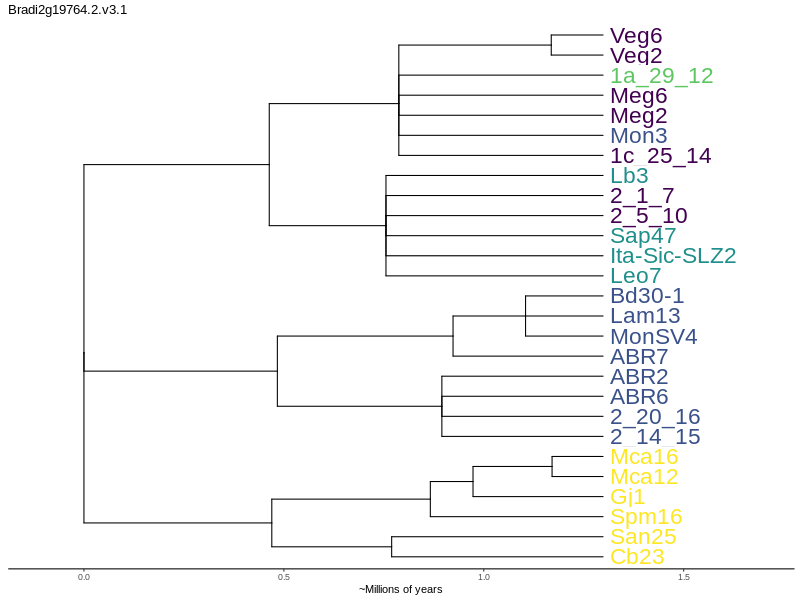 Bradi2g19764.2.v3.1
Veg6
Veg2
1a_29_12
Meg6
Meg2
Mon3
1c_25_14
Lb3
2_1_7
2_5_10
Sap47
Ita-Sic-SLZ2
Leo7
Bd30-1
Lam13
MonSV4
ABR7
ABR2
ABR6
2_20_16
2_14_15
Mca16
Mca12
Gj1
Spm16
San25
Cb23
0.0 0.5 1.0 1.5
~Millions of years